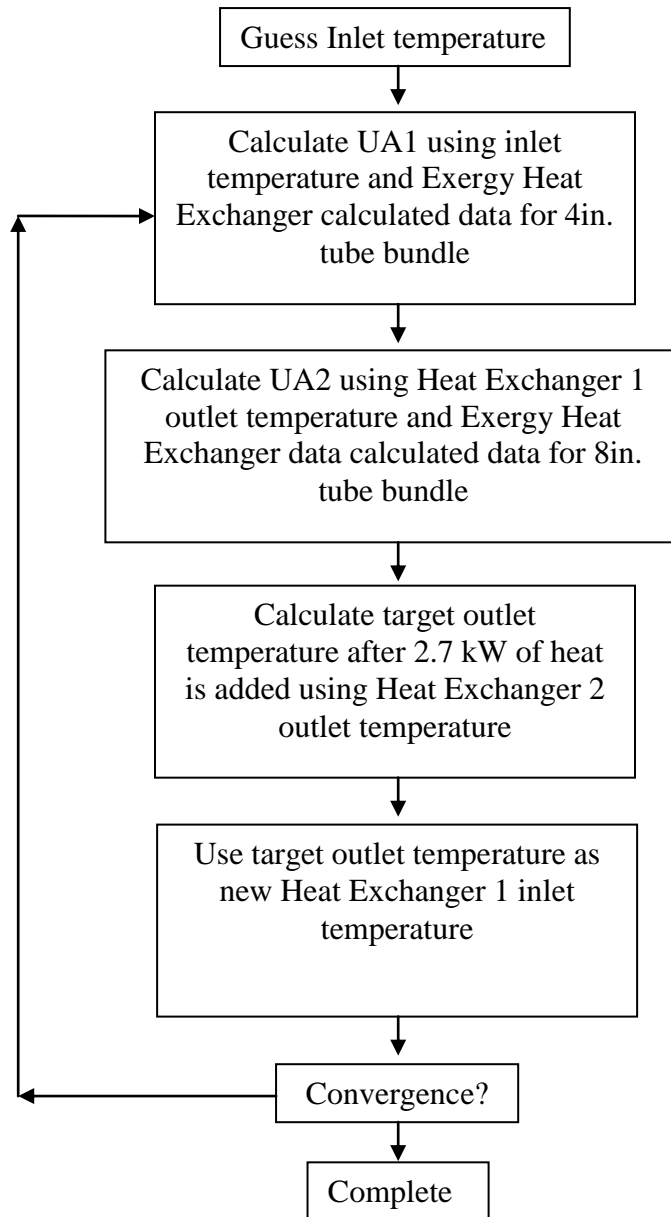 Guess Inlet temperature
Calculate UA1 using inlet
temperature and Exergy Heat
Exchanger calculated data for 4in.
tube bundle
Calculate UA2 using Heat Exchanger 1
outlet temperature and Exergy Heat
Exchanger data calculated data for 8in.
tube bundle
Calculate target outlet
temperature after 2.7 kW of heat
is added using Heat Exchanger 2
outlet temperature
Use target outlet temperature as
new Heat Exchanger 1 inlet
temperature
Convergence?
Complete